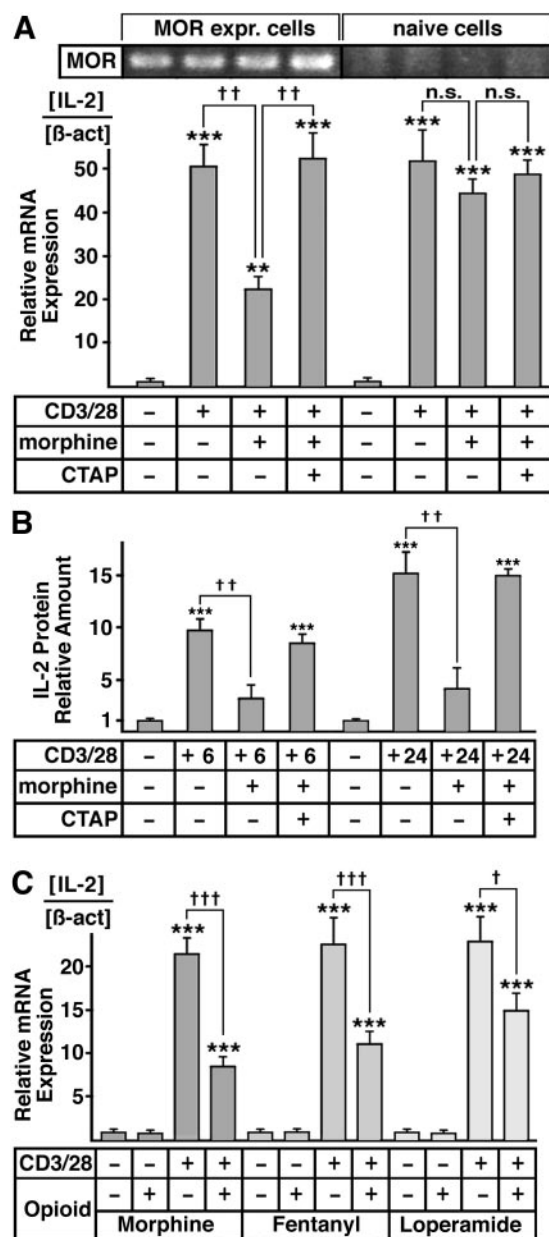 A
MOR expr. cells naive cells
MOR
[IL-2]
[ß-act]
†† †† n.s. n.s.
*** ** *** *** *** ***
Relative mRNA
Expression
50
40
30
20
10
CD3/28 – + + + – + + +
morphine – – + + – – + +
CTAP – – – + – – – +
B
†† ††
*** *** *** ***
IL-2 Protein
Relative Amount
15
10
5
1
CD3/28 – + 6 + 6 + 6 – + 24 + 24 + 24
morphine – – + + – – + +
CTAP – – – + – – – +
C
[IL-2]
[ß-act]
††† ††† †
*** *** *** *** *** ***
Relative mRNA
Expression
20
15
10
5
CD3/28 – – + + – – + + – – + +
Opioid – + – + – + – + – + – +
Morphine Fentanyl Loperamide